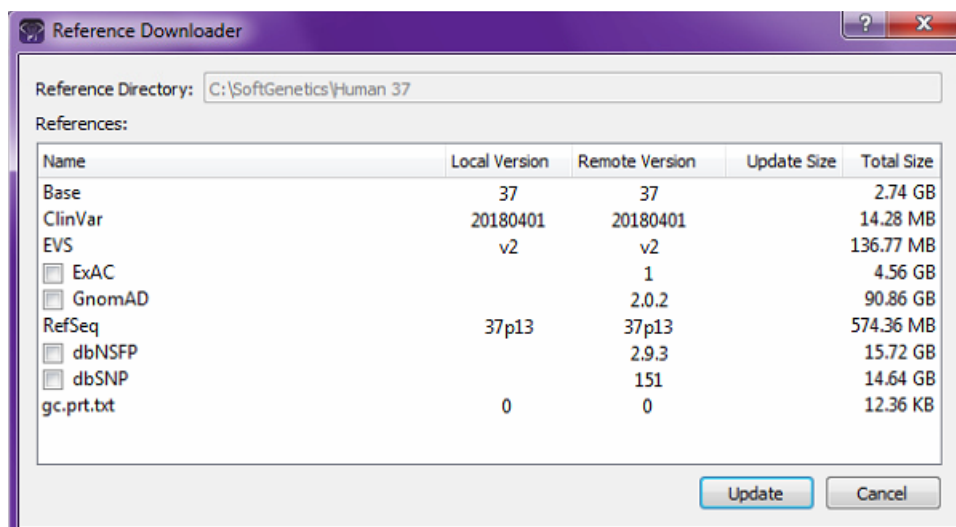 Reference Downloader
Reference Directory: C:\SoftGenetics\Human 37
References:
Name Local Version Remote Version Update Size Total Size
Base 37 37 2.74 GB
ClinVar 20180401 20180401 14.28 MB
EVS v2 v2 136.77 MB
ExAC 1 4.56 GB
GnomAD 2.0.2 90.86 GB
RefSeq 37p13 37p13 574.36 MB
dbNSFP 2.9.3 15.72 GB
dbSNP 151 14.64 GB
gc.prt.txt 0 0 12.36 KB
Update Cancel